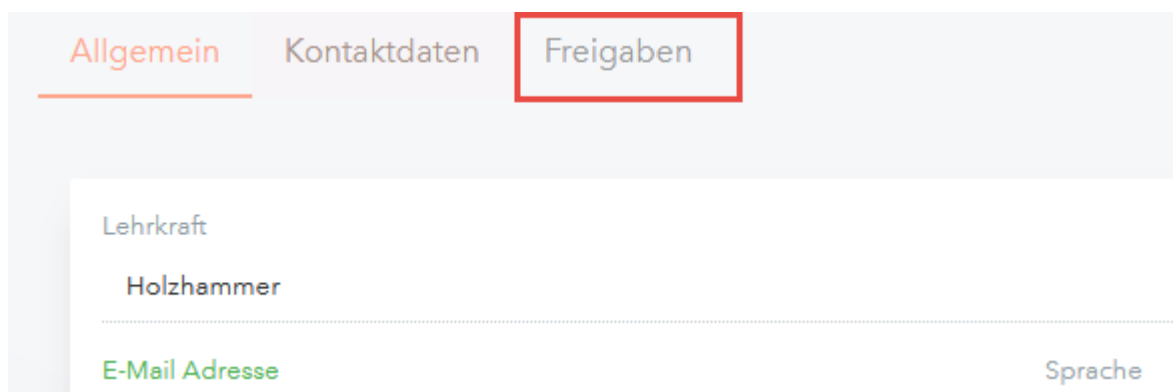 Allgemein Kontaktdaten Freigaben
Lehrkraft
Holzhammer
E-Mail Adresse Sprache